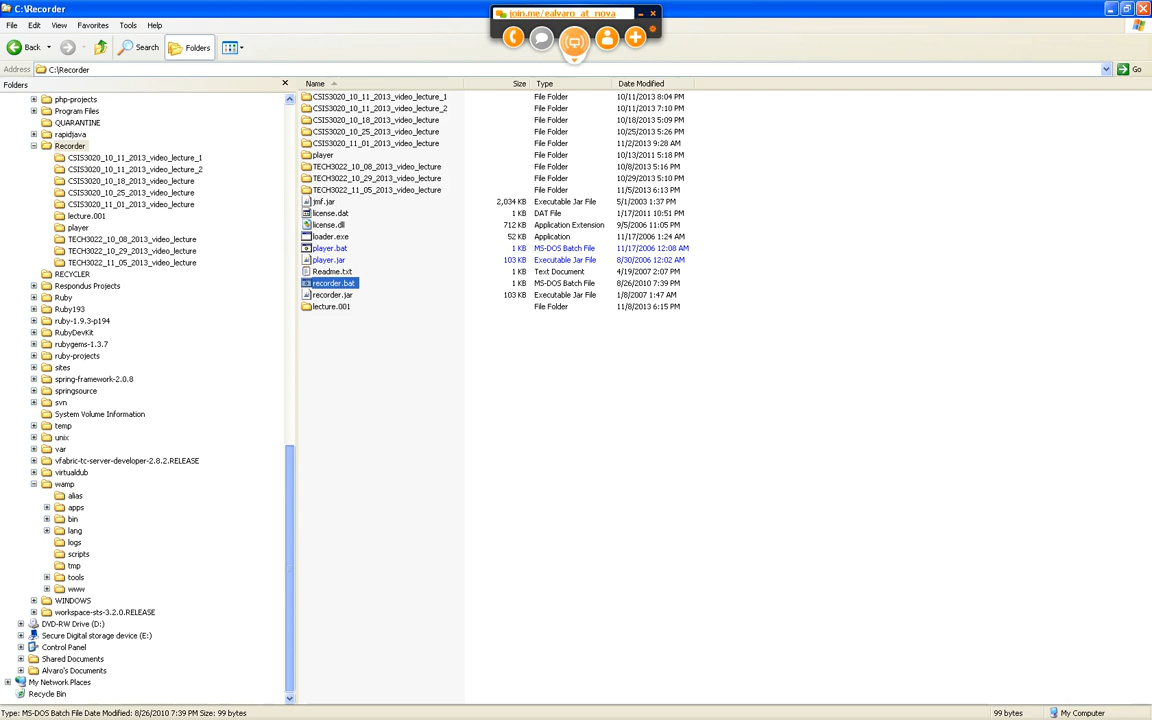 C:\Recorder
join.me/ealvaro_at_nova
File Edit View Favorites Tools Help
Back Search Folders
Address C:\Recorder Go
Folders
Name Size Type Date Modified
php-projects
Program Files
QUARANTINE
rapidjava
Recorder
CSIS3020_10_11_2013_video_lecture_1
CSIS3020_10_11_2013_video_lecture_2
CSIS3020_10_18_2013_video_lecture
CSIS3020_10_25_2013_video_lecture
CSIS3020_11_01_2013_video_lecture
lecture.001
player
TECH3022_10_08_2013_video_lecture
TECH3022_10_29_2013_video_lecture
TECH3022_11_05_2013_video_lecture
RECYCLER
Respondus Projects
Ruby
Ruby193
ruby-1.9.3-p194
RubyDevKit
rubygems-1.3.7
ruby-projects
sites
spring-framework-2.0.8
springsource
svn
System Volume Information
temp
unix
var
vfabric-tc-server-developer-2.8.2.RELEASE
virtualdub
wamp
alias
apps
bin
lang
logs
scripts
tmp
tools
www
WINDOWS
workspace-sts-3.2.0.RELEASE
DVD-RW Drive (D:)
Secure Digital storage device (E:)
Control Panel
Shared Documents
Alvaro's Documents
My Network Places
Recycle Bin
CSIS3020_10_11_2013_video_lecture_1 File Folder 10/11/2013 8:04 PM
CSIS3020_10_11_2013_video_lecture_2 File Folder 10/11/2013 7:10 PM
CSIS3020_10_18_2013_video_lecture File Folder 10/18/2013 5:09 PM
CSIS3020_10_25_2013_video_lecture File Folder 10/25/2013 5:26 PM
CSIS3020_11_01_2013_video_lecture File Folder 11/2/2013 9:28 AM
player File Folder 10/13/2011 5:18 PM
TECH3022_10_08_2013_video_lecture File Folder 10/8/2013 5:16 PM
TECH3022_10_29_2013_video_lecture File Folder 10/29/2013 5:10 PM
TECH3022_11_05_2013_video_lecture File Folder 11/5/2013 6:13 PM
jmf.jar 2,034 KB Executable Jar File 5/1/2003 1:37 PM
license.dat 1 KB DAT File 1/17/2011 10:51 PM
license.dll 712 KB Application Extension 9/5/2006 11:05 PM
loader.exe 52 KB Application 11/17/2006 1:24 AM
player.bat 1 KB MS-DOS Batch File 11/17/2006 12:08 AM
player.jar 103 KB Executable Jar File 8/30/2006 12:02 AM
Readme.txt 1 KB Text Document 4/19/2007 2:07 PM
recorder.bat 1 KB MS-DOS Batch File 8/26/2010 7:39 PM
recorder.jar 103 KB Executable Jar File 1/8/2007 1:47 AM
lecture.001 File Folder 11/8/2013 6:15 PM
Type: MS-DOS Batch File Date Modified: 8/26/2010 7:39 PM Size: 99 bytes 99 bytes My Computer